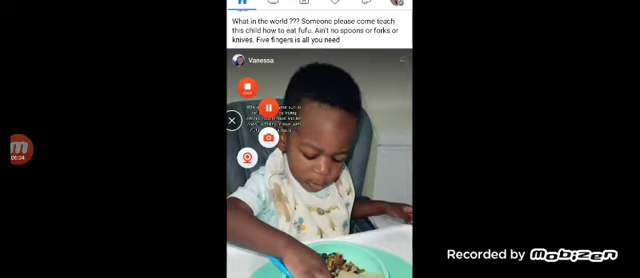 What in the world ??? Someone please come teach
this child how to eat fufu. Ain't no spoons or forks or
knives. Five fingers is all you need
Vanessa
Recorded by mobizen